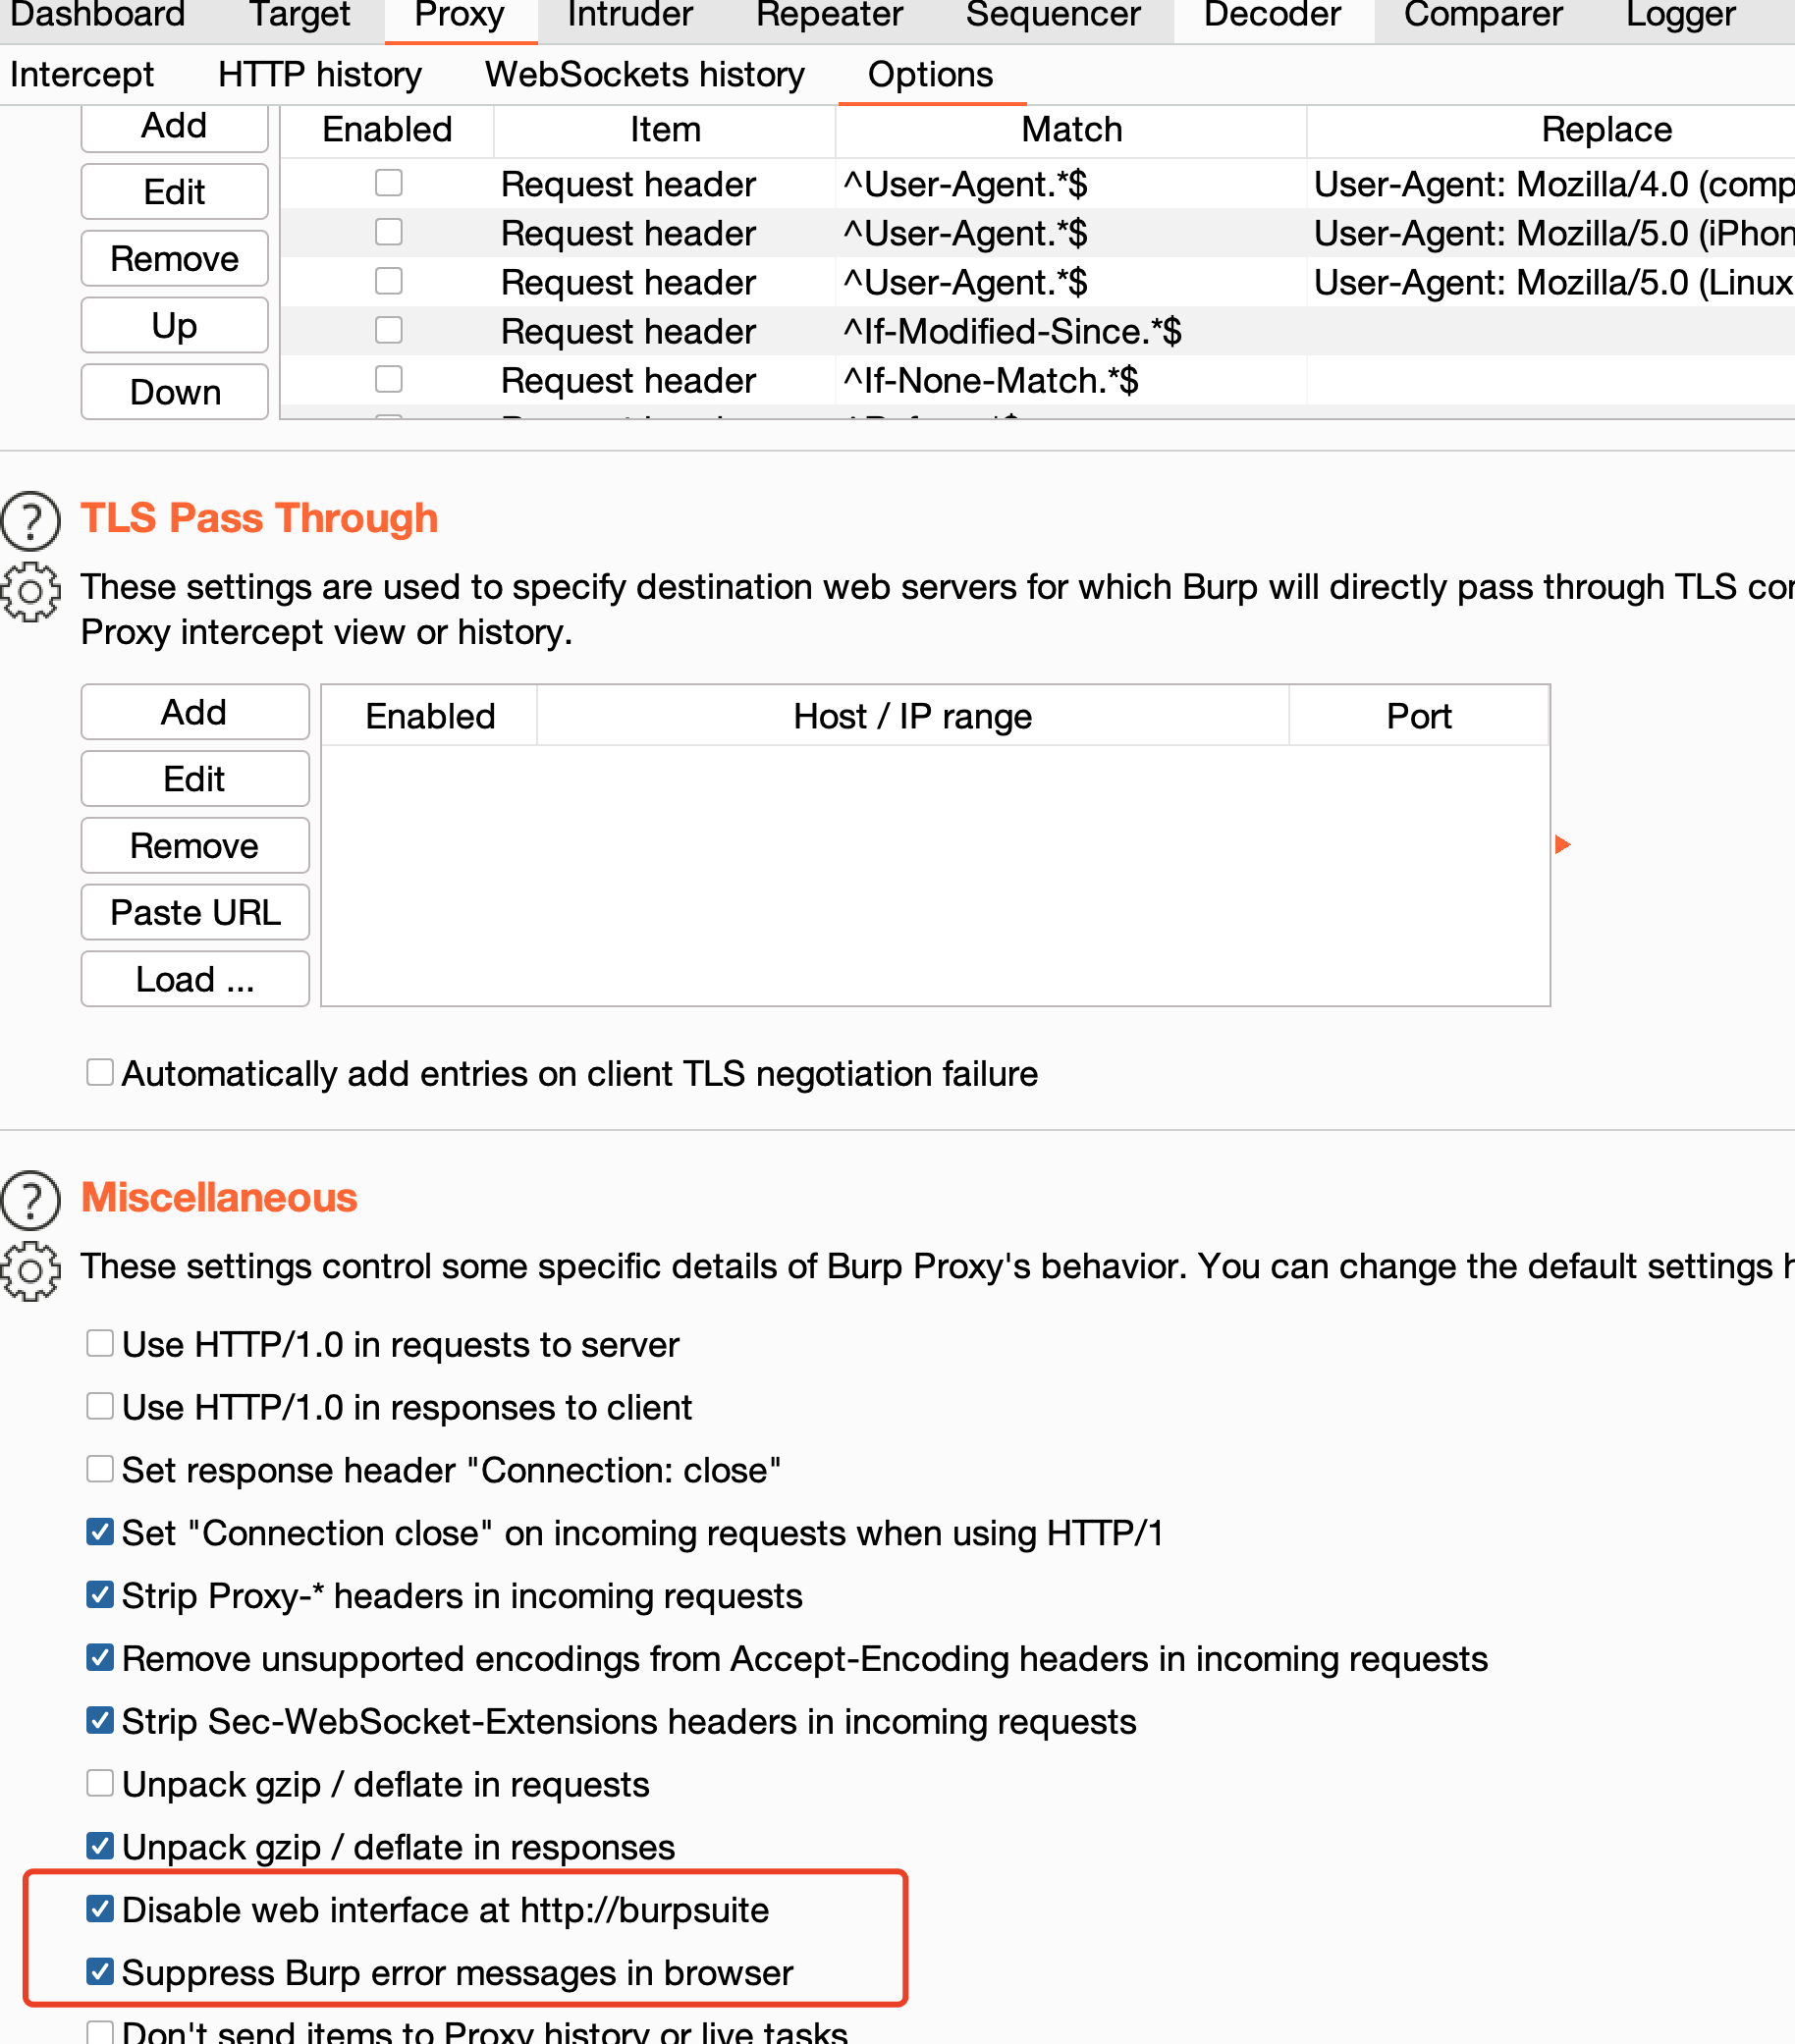 Dashboard Target Proxy Intruder Repeater Sequencer Decoder Comparer Logger
Intercept HTTP history WebSockets history Options
Add Enabled Item Match Replace
Edit Request header ^User-Agent.*$ User-Agent: Mozilla/4.0 (comp
Request header ^User-Agent.*$ User-Agent: Mozilla/5.0 (iPhon
Remove Request header ^User-Agent.*$ User-Agent: Mozilla/5.0 (Linux
Up Request header ^If-Modified-Since.*$
Down Request header ^If-None-Match.*$
TLS Pass Through
These settings are used to specify destination web servers for which Burp will directly pass through TLS
Proxy intercept view or history.
Add Enabled Host / IP range Port
Edit
Remove
Paste URL
Load ...
Automatically add entries on client TLS negotiation failure
Miscellaneous
These settings control some specific details of Burp Proxy's behavior. You can change the default settings
Use HTTP/1.0 in requests to server
Use HTTP/1.0 in responses to client
Set response header "Connection: close"
Set "Connection close" on incoming requests when using HTTP/1
Strip Proxy-* headers in incoming requests
Remove unsupported encodings from Accept-Encoding headers in incoming requests
Strip Sec-WebSocket-Extensions headers in incoming requests
Unpack gzip / deflate in requests
Unpack gzip / deflate in responses
Disable web interface at http://burpsuite
Suppress Burp error messages in browser
Don't send items to Proxy history or live tasks